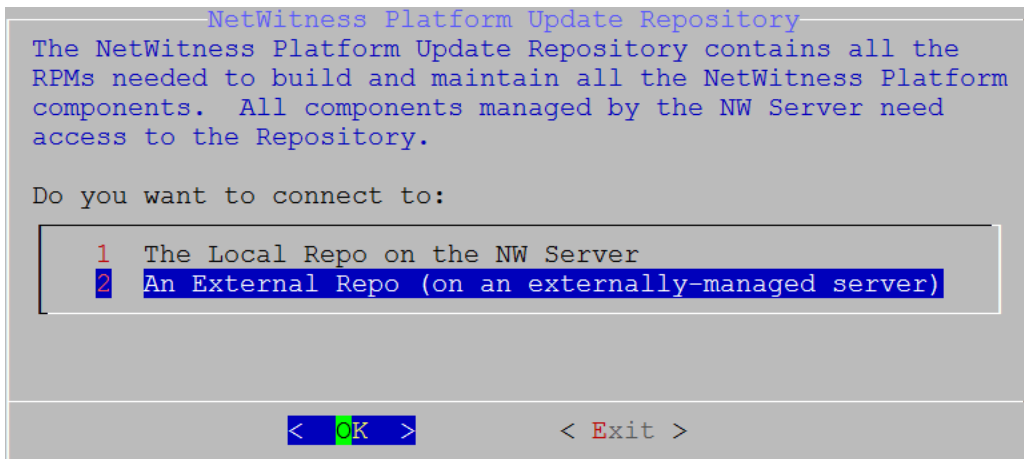 NetWitness Platform Update Repository
The NetWitness Platform Update Repository contains all the
RPMs needed to build and maintain all the NetWitness Platform
components.  All components managed by the NW Server need
access to the Repository.
Do you want to connect to:
1  The Local Repo on the NW Server
2  An External Repo (on an externally-managed server)
<  OK  >  < Exit >